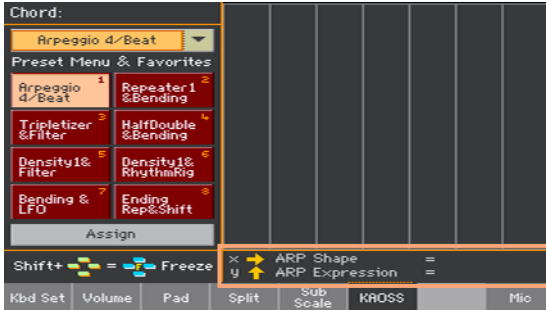 Chord:
Arpeggio 4/Beat
Preset Menu & Favorites
Arpeggio 4/Beat 1
Repeater1 &Bending 2
Tripletizer &Filter 3
HalfDouble &Bending 4
Density1& Filter 5
Density1& RhythmRig 6
Bending & LFO 7
Ending Rep&Shift 8
Assign
Shift+ = F Freeze
x ARP Shape =
y ARP Expression =
Kbd Set Volume Pad Split Sub Scale KAOSS Mic